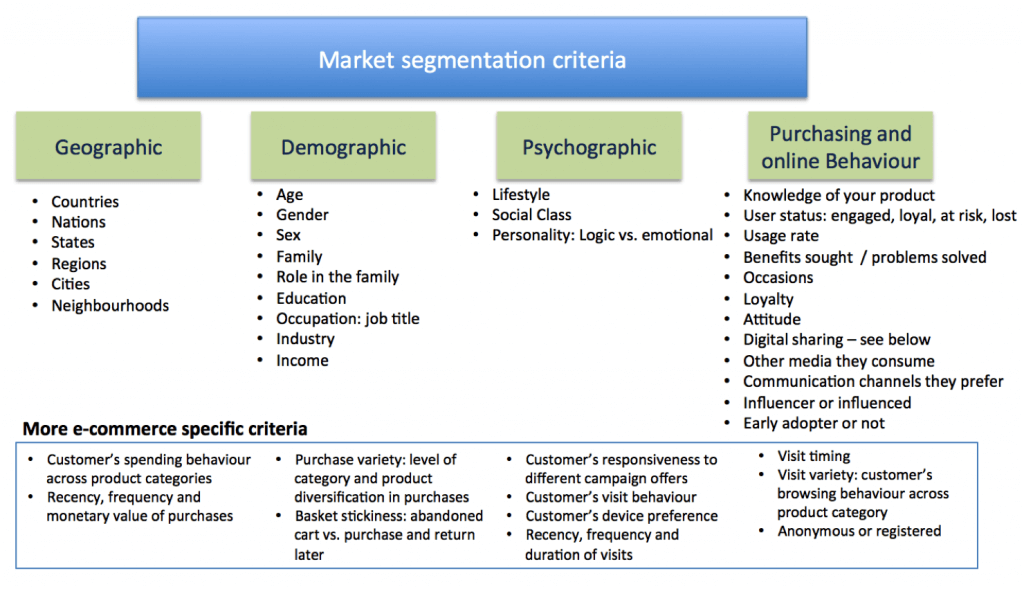 Market segmentation criteria
Geographic
• Countries
• Nations
• States
• Regions
• Cities
• Neighbourhoods
Demographic
• Age
• Gender
• Sex
• Family
• Role in the family
• Education
• Occupation: job title
• Industry
• Income
Psychographic
• Lifestyle
• Social Class
• Personality: Logic vs. emotional
Purchasing and
online Behaviour
• Knowledge of your product
• User status: engaged, loyal, at risk, lost
• Usage rate
• Benefits sought / problems solved
• Occasions
• Loyalty
• Attitude
• Digital sharing – see below
• Other media they consume
• Communication channels they prefer
• Influencer or influenced
• Early adopter or not
More e-commerce specific criteria
• Customer's spending behaviour
across product categories
• Recency, frequency and
monetary value of purchases
• Purchase variety: level of
category and product
diversification in purchases
• Basket stickiness: abandoned
cart vs. purchase and return
later
• Customer's responsiveness to
different campaign offers
• Customer's visit behaviour
• Customer's device preference
• Recency, frequency and
duration of visits
• Visit timing
• Visit variety: customer's
browsing behaviour across
product category
• Anonymous or registered